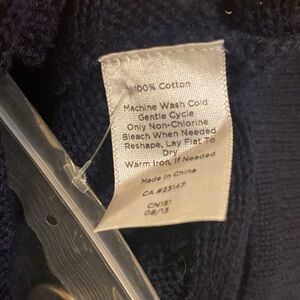 100% Cotton
Machine Wash Cold
Gentle Cycle
Only Non-Chlorine
Bleach When Needed
Reshape, Lay Flat To
Dry
Warm Iron, If Needed
Made in China
CA #23147
CN181
08/13